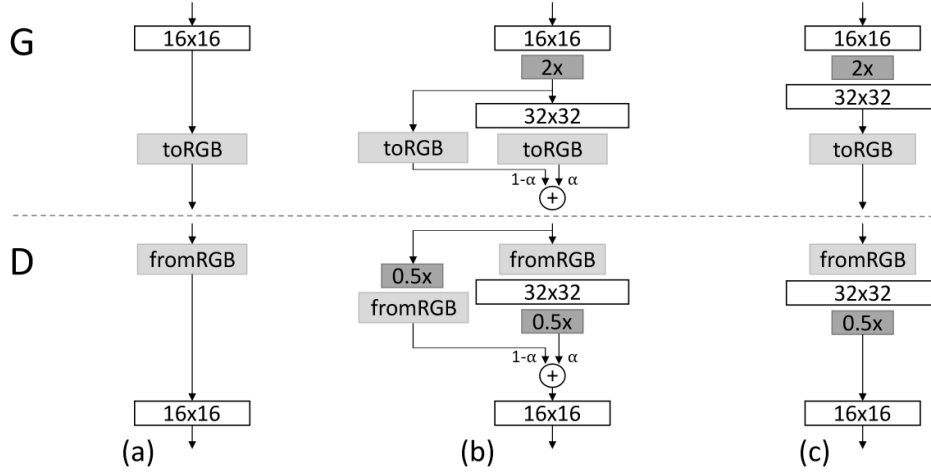 G
16x16
toRGB
16x16
2x
32x32
toRGB
toRGB
1-α
α
+
16x16
2x
32x32
toRGB
D
fromRGB
16x16
(a)
0.5x
fromRGB
fromRGB
32x32
0.5x
1-α
α
+
16x16
(b)
fromRGB
32x32
0.5x
16x16
(c)